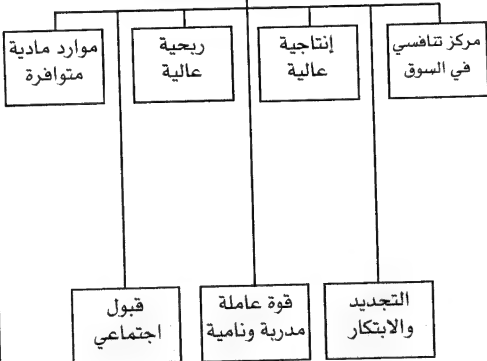 مركز تنافسي
في السوق
إنتاجية
عالية
ربحية
عالية
موارد مادية
متوافرة
التجديد
والابتكار
قوة عاملة
مدربة ونامية
قبول
اجتماعي